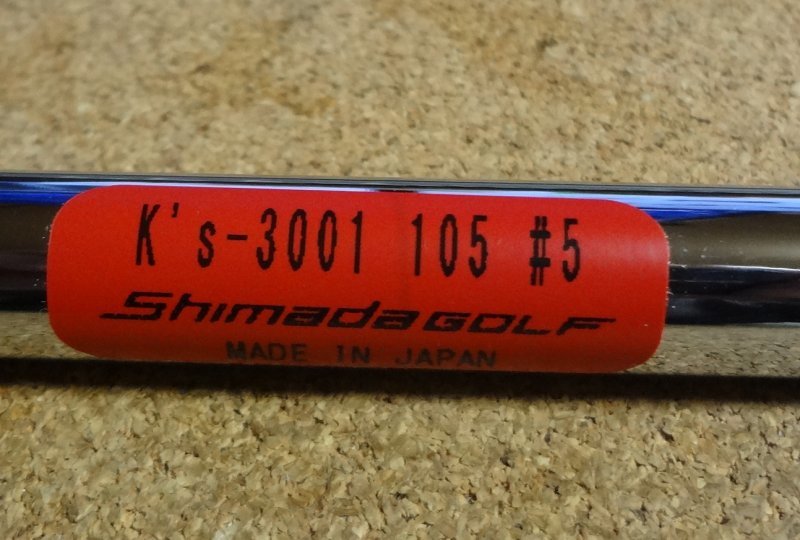 K's-3001 105 #5
Shimada GOLF
MADE IN JAPAN